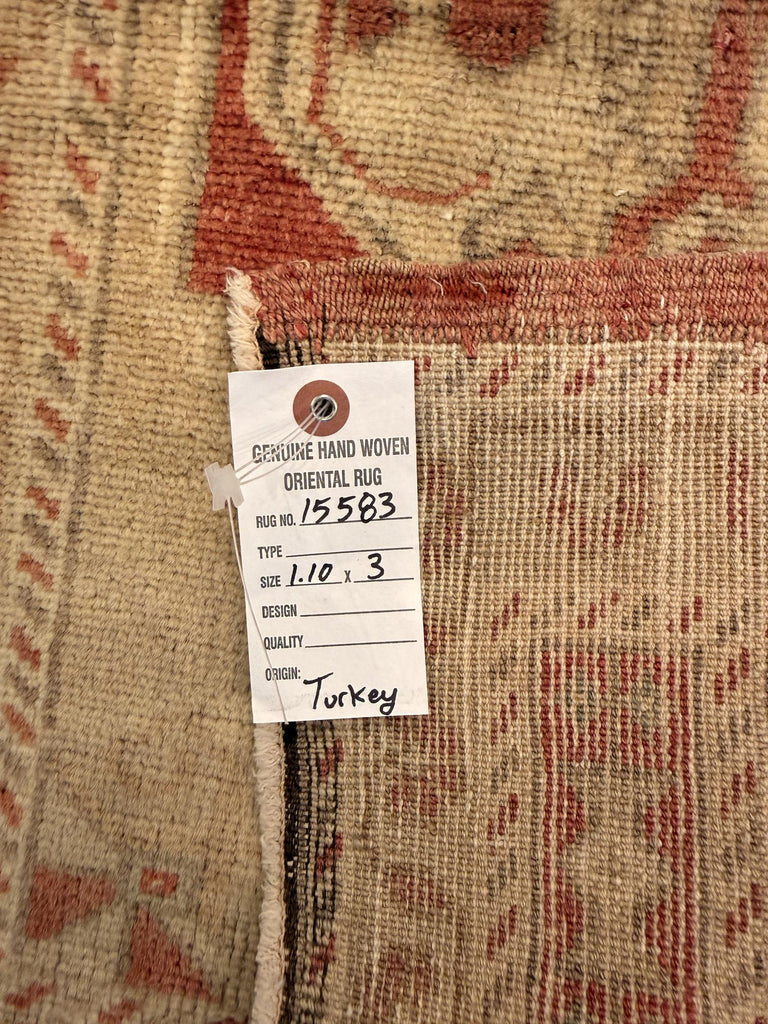 GENUINE HAND WOVEN
ORIENTAL RUG
RUG NO. 15583
TYPE
SIZE 1.10 x 3
DESIGN
QUALITY
ORIGIN:
Turkey